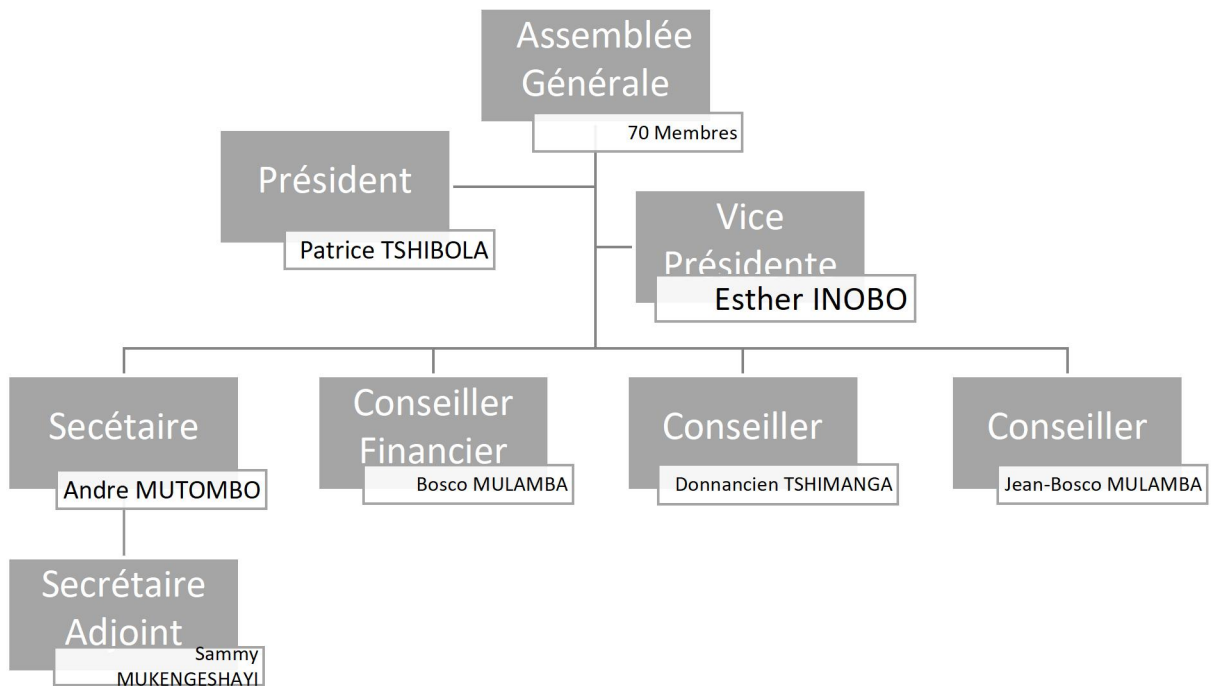 Assemblée
Générale
70 Membres
Président
Patrice TSHIBOLA
Vice
Présidente
Esther INOBO
Secétaire
Andre MUTOMBO
Conseiller
Financier
Bosco MULAMBA
Conseiller
Donnancien TSHIMANGA
Conseiller
Jean-Bosco MULAMBA
Secrétaire
Adjoint
Sammy
MUKENGESHAYI